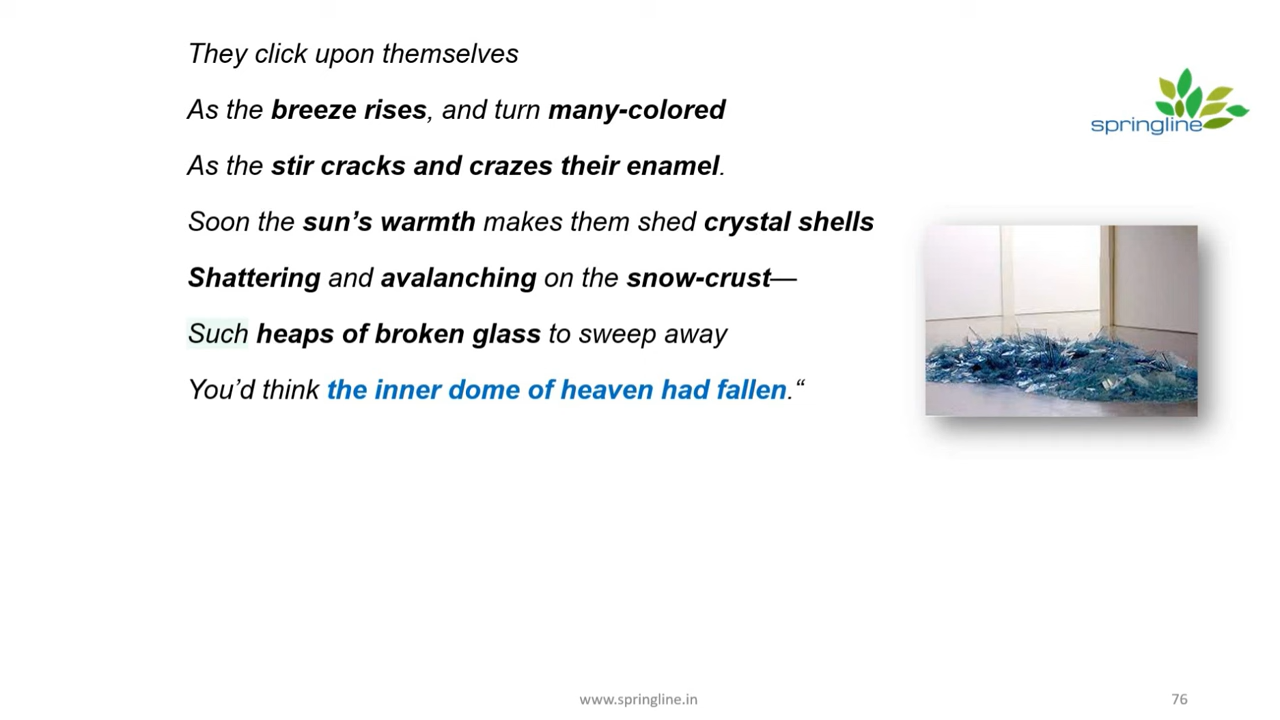 They click upon themselves
As the breeze rises, and turn many-colored
springline
As the stir cracks and crazes their enamel.
Soon the sun’s warmth makes them shed crystal shells
Shattering and avalanching on the snow-crust—
Such heaps of broken glass to sweep away
You’d think the inner dome of heaven had fallen.“
www.springline.in
76